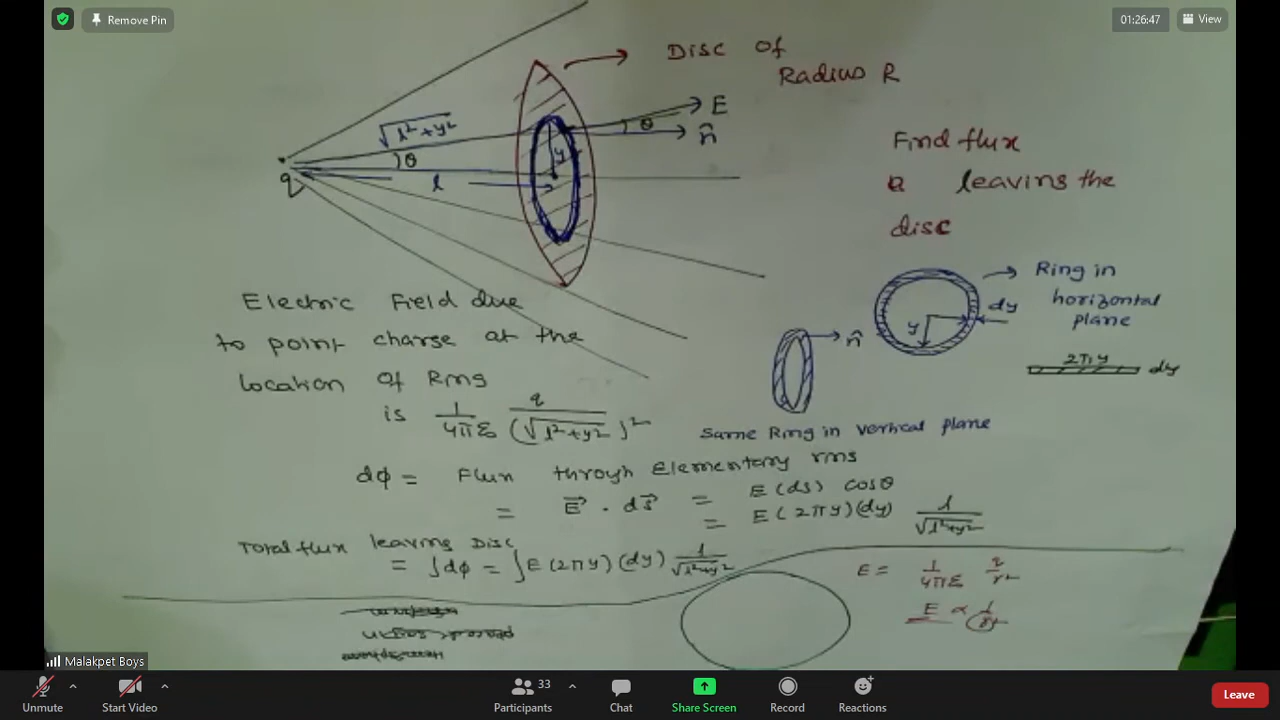 Remove Pin
01:26:47
View
Disc of
Radius R
√l²+y²
θ
l
q
y
E
θ
n̂
Find flux
leaving the
disc
Ring in
horizontal
plane
dy
y
n̂
2πy
dy
Same Ring in vertical plane
Electric Field due
to point charge at the
location of Ring
is 1/4πε q/(√l²+y²)²
dφ = Flux through Elementary ring
= E⃗ . ds⃗ = E(ds) cosθ
= E(2πy)(dy) l/√l²+y²
Total flux leaving Disc
= ∫dφ = ∫E(2πy)(dy) l/√l²+y²
E = 1/4πε q/r²
E ∝ 1/r²
Malakpet Boys
Unmute
Start Video
33
Participants
Chat
Share Screen
Record
Reactions
Leave